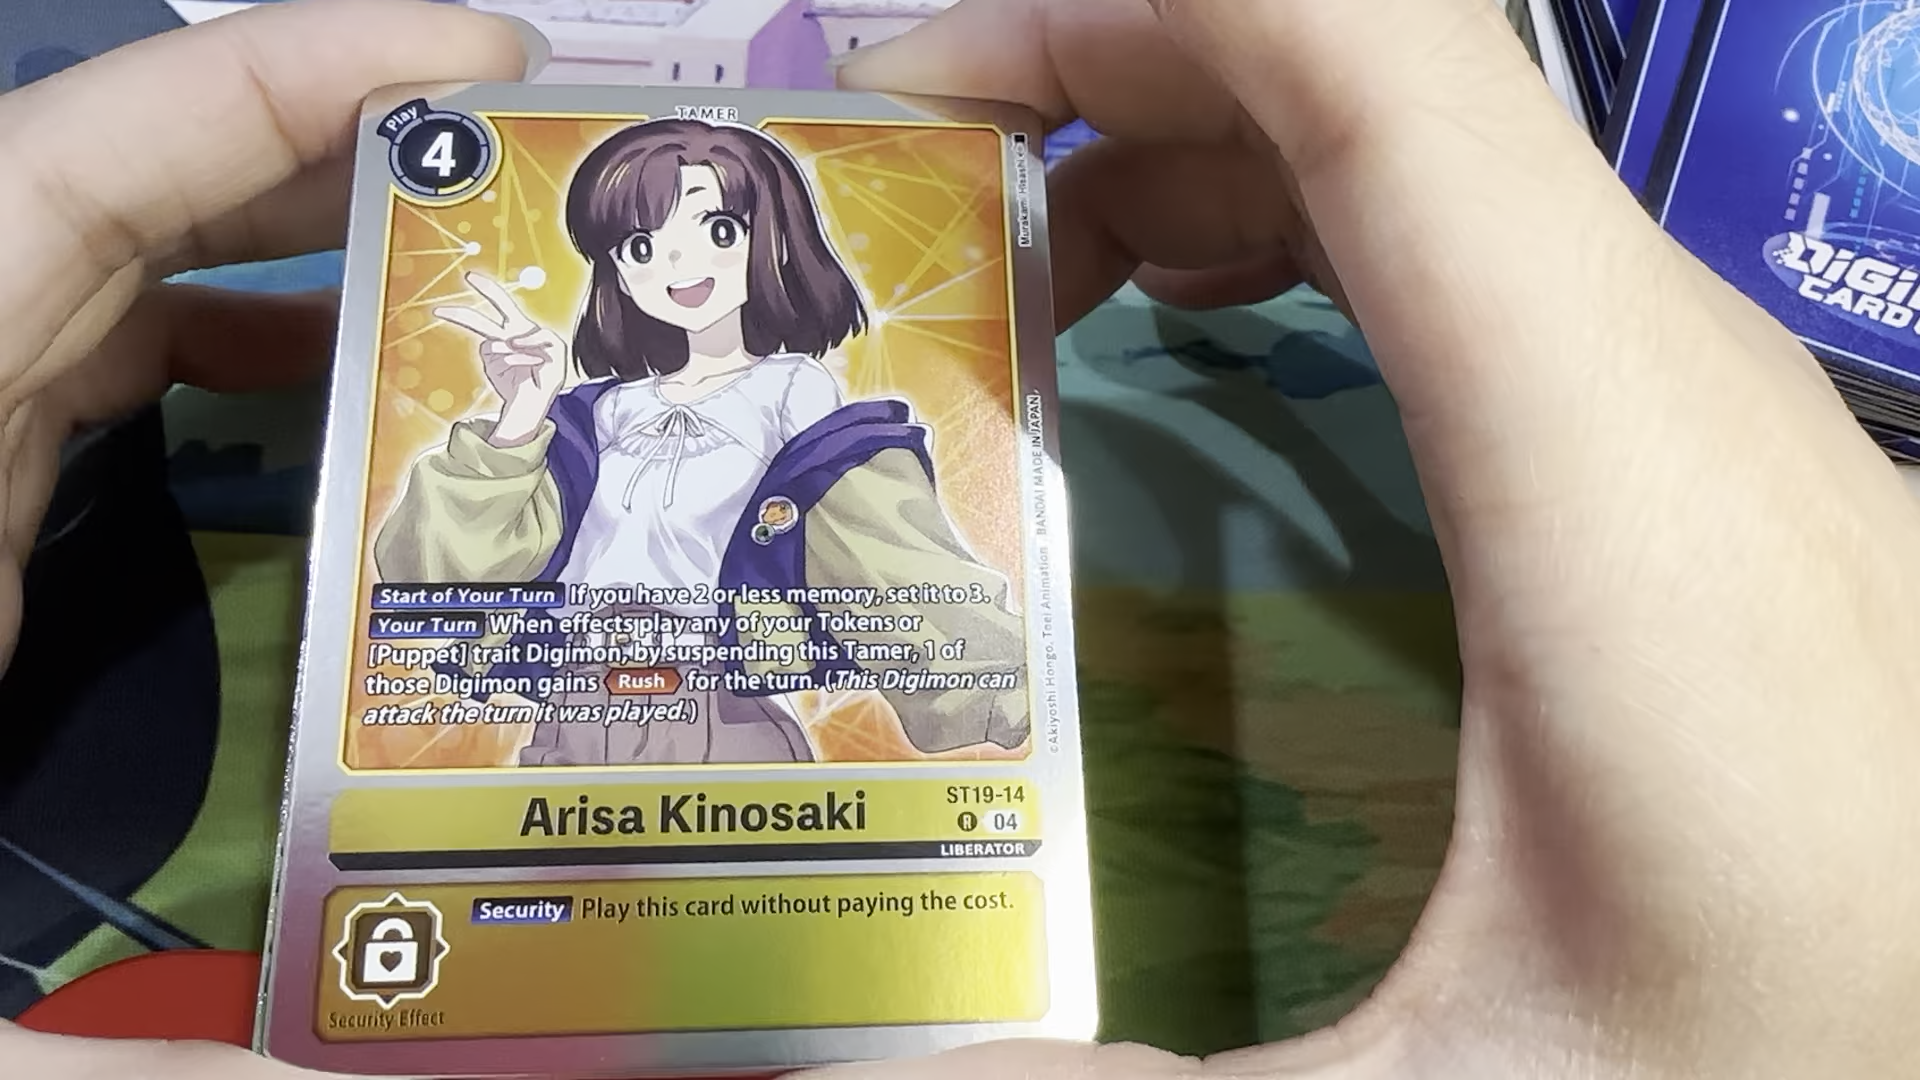 Play
4
TAMER
Murakami Hisashi
Start of Your Turn If you have 2 or less memory, set it to 3.
Your Turn When effects play any of your Tokens or
[Puppet] trait Digimon, by suspending this Tamer, 1 of
those Digimon gains Rush for the turn. (This Digimon can
attack the turn it was played.)
©Akiyoshi Hongo, Toei Animation BANDAI MADE IN JAPAN
Arisa Kinosaki
ST19-14
R 04
LIBERATOR
Security Play this card without paying the cost.
Security Effect
DIGI
CARD